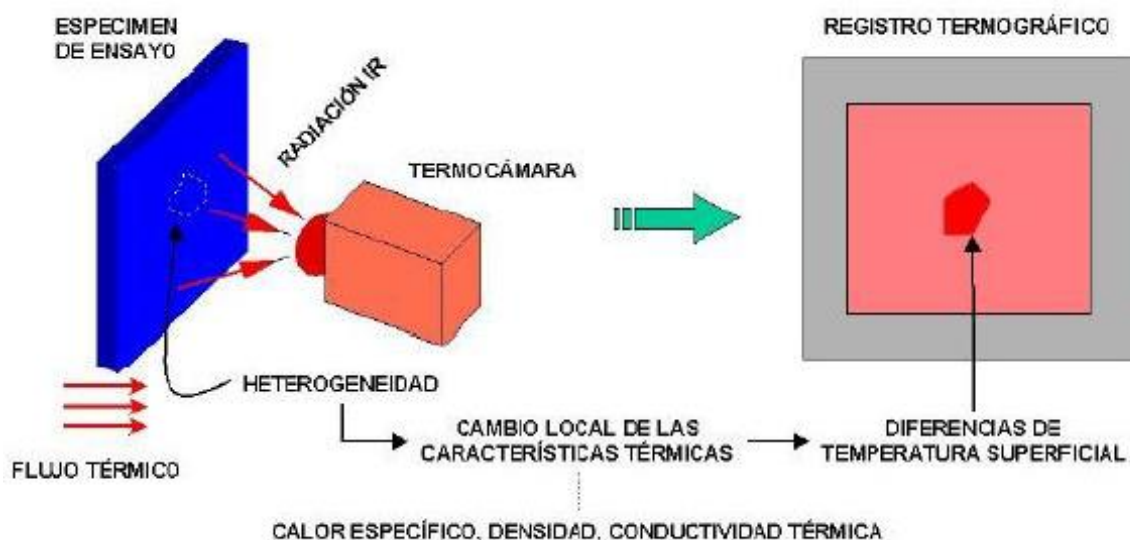 ESPECIMEN
DE ENSAYO
RADIACIÓN IR
TERMOCÁMARA
REGISTRO TERMOGRÁFICO
FLUJO TÉRMICO
HETEROGENEIDAD
CAMBIO LOCAL DE LAS
CARACTERÍSTICAS TÉRMICAS
DIFERENCIAS DE
TEMPERATURA SUPERFICIAL
CALOR ESPECÍFICO, DENSIDAD, CONDUCTIVIDAD TÉRMICA